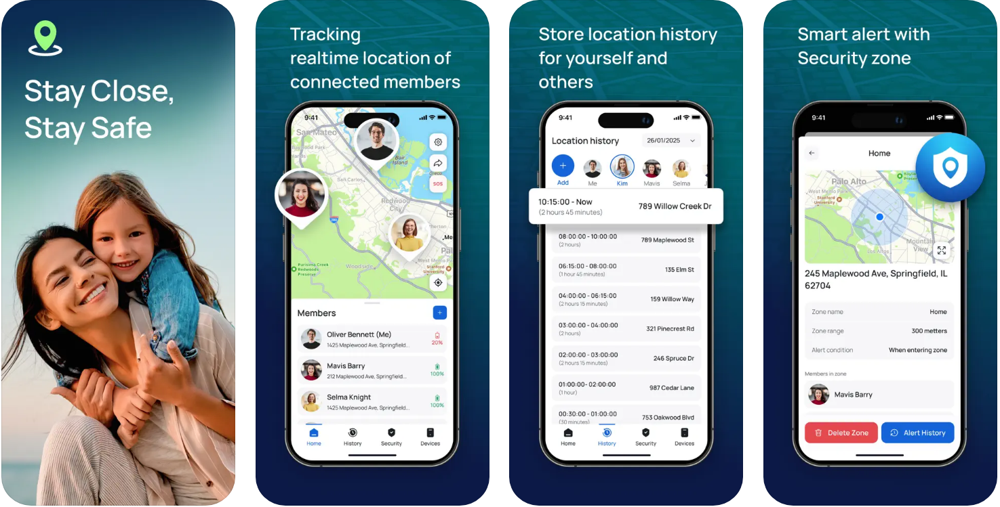 Stay Close,
Stay Safe
Tracking
realtime location of
connected members
9:41
San Mateo
Bair
Island
San Carlos
SOS
Redwood
City
280
Woodside
Purisima Creek
Redwoods
Preserve
West Menlo Pa
Stanford
University
Members
+
Oliver Bennett (Me)
1425 Maplewood Ave, Springfield...
20%
Mavis Barry
212 Maplewood Ave, Springfield...
100%
Selma Knight
1425 Maplewood Ave, Springfield...
100%
Home
History
Security
Devices
Store location history
for yourself and
others
9:41
Location history
26/01/2025
+
Add
Me
Kim
Mavis
Selma
10:15:00 - Now
(2 hours 45 minutes)
789 Willow Creek Dr
08:00:00 - 10:00:00
(2 hours)
789 Maplewood St
06:15:00 - 08:00:00
(1 hour 45 minutes)
135 Elm St
04:00:00 - 06:15:00
(2 hours 15 minutes)
159 Willow Way
03:00:00 - 04:00:00
(2 hours)
321 Pinecrest Rd
02:00:00 - 03:00:00
(2 hours 15 minutes)
246 Spruce Dr
01:00:00- 02:00:00
(1 hour)
987 Cedar Lane
00:30:00 - 01:00:00
(30 minutes)
753 Oakwood Blvd
Home
History
Security
Devices
Smart alert with
Security zone
9:41
Home
Palo Alto
West Menlo Park
Stanford
University
Mountain
View
Los Altos
245 Maplewood Ave, Springfield, IL
62704
Zone name
Home
Zone range
300 metters
Alert condition
When entering zone
Members in zone
Mavis Barry
Delete Zone
Alert History